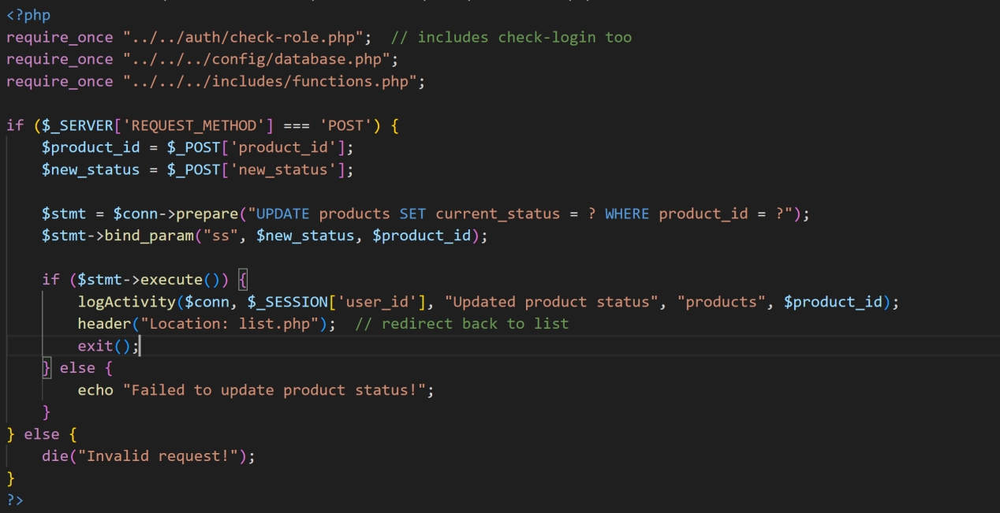 <?php
require_once "../../auth/check-role.php";  // includes check-login too
require_once "../../../config/database.php";
require_once "../../../includes/functions.php";

if ($_SERVER['REQUEST_METHOD'] === 'POST') {
    $product_id = $_POST['product_id'];
    $new_status = $_POST['new_status'];

    $stmt = $conn->prepare("UPDATE products SET current_status = ? WHERE product_id = ?");
    $stmt->bind_param("ss", $new_status, $product_id);

    if ($stmt->execute()) {
        logActivity($conn, $_SESSION['user_id'], "Updated product status", "products", $product_id);
        header("Location: list.php");  // redirect back to list
        exit();
    } else {
        echo "Failed to update product status!";
    }
} else {
    die("Invalid request!");
}
?>